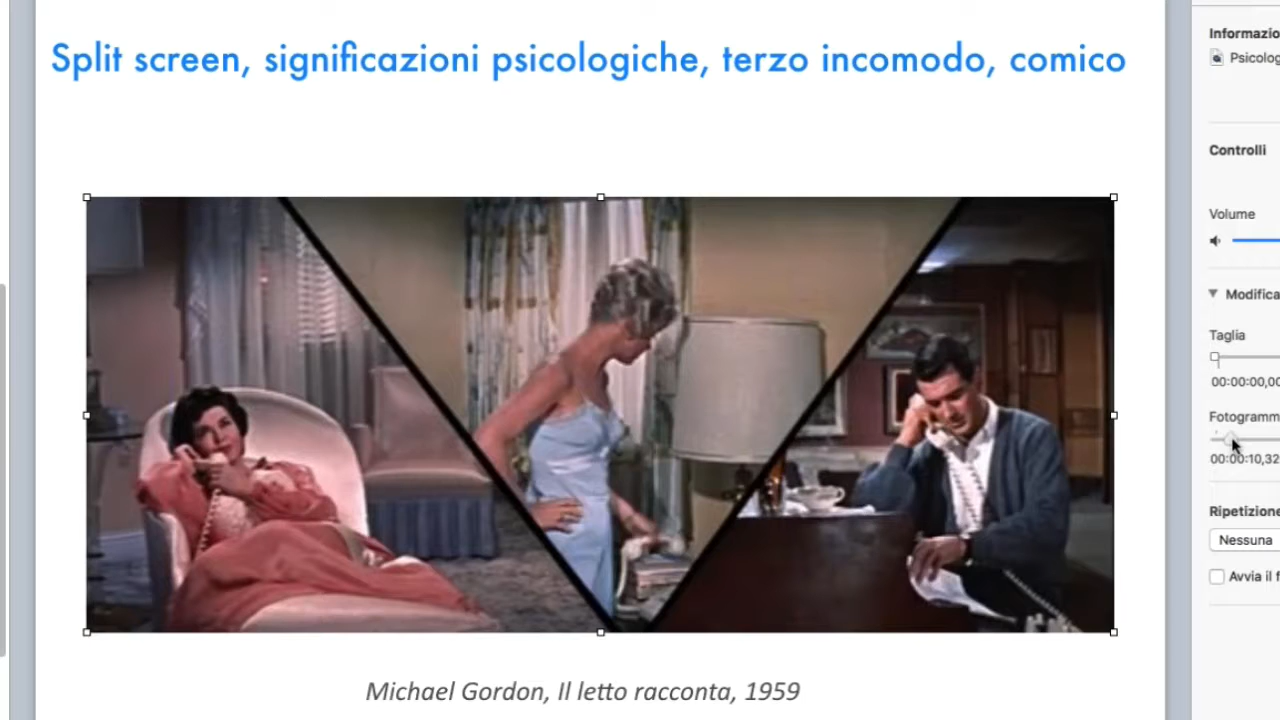 Split screen, significazioni psicologiche, terzo incomodo, comico
Informazio
Psicolog
Controlli
Volume
Modifica
Taglia
00:00:00,00
Fotogramm
00:00:10,32
Ripetizione
Nessuna
Avvia il f
Michael Gordon, Il letto racconta, 1959